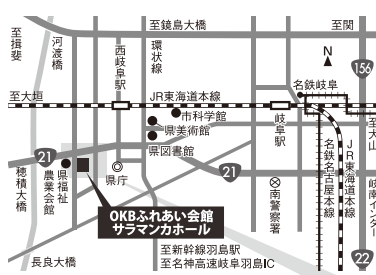 至鏡島大橋
至関
至揖斐
河渡橋
西岐阜駅
環状線
N
156
名鉄岐阜
至大垣
JR東海道本線
市科学館
県美術館
県図書館
岐阜駅
至犬山
21
穂積大橋
県福祉農業会館
県庁
21
南警察署
名鉄名古屋本線
JR東海道本線
岐南インター
OKBふれあい会館
サラマンカホール
長良大橋
至新幹線羽島駅
至名神高速岐阜羽島IC
22